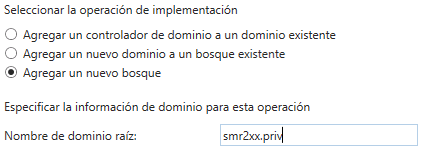 Seleccionar la operación de implementación
Agregar un controlador de dominio a un dominio existente
Agregar un nuevo dominio a un bosque existente
Agregar un nuevo bosque
Especificar la información de dominio para esta operación
Nombre de dominio raíz: smr2xx.priv